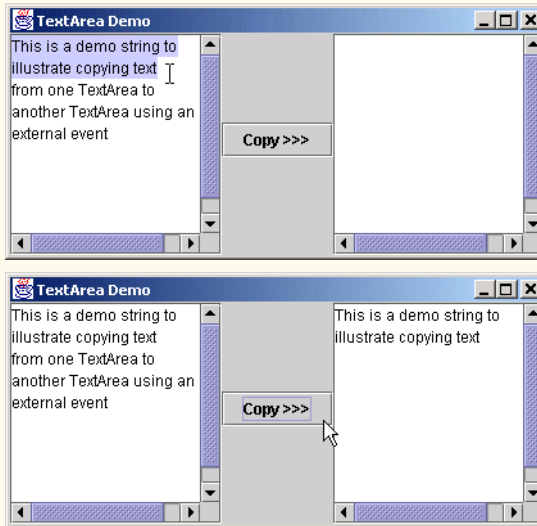 TextArea Demo
This is a demo string to
illustrate copying text
from one TextArea to
another TextArea using an
external event
Copy >>>
TextArea Demo
This is a demo string to
illustrate copying text
from one TextArea to
another TextArea using an
external event
Copy >>>
This is a demo string to
illustrate copying text